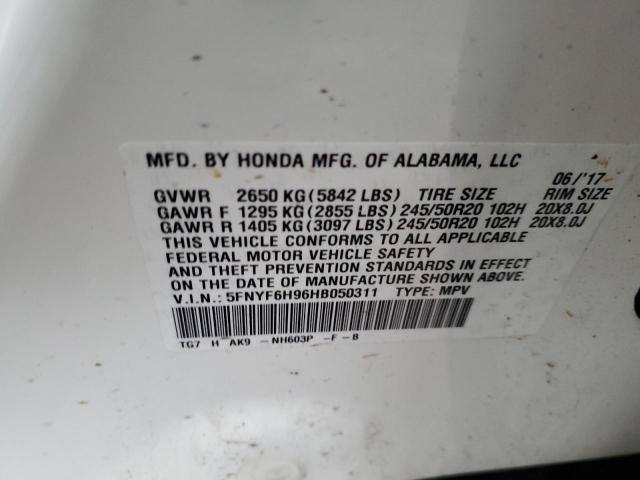 MFD. BY HONDA MFG. OF ALABAMA, LLC
06/'17
GVWR 2650 KG(5842 LBS) TIRE SIZE RIM SIZE
GAWR F 1295 KG(2855 LBS) 245/50R20 102H 20X8.0J
GAWR R 1405 KG(3097 LBS) 245/50R20 102H 20X8.0J
THIS VEHICLE CONFORMS TO ALL APPLICABLE
FEDERAL MOTOR VEHICLE SAFETY
AND THEFT PREVENTION STANDARDS IN EFFECT
ON THE DATE OF MANUFACTURE SHOWN ABOVE.
V.I.N.: 5FNYF6H96HB050311 TYPE: MPV
TG7 H AK9 -NH603P -F-B